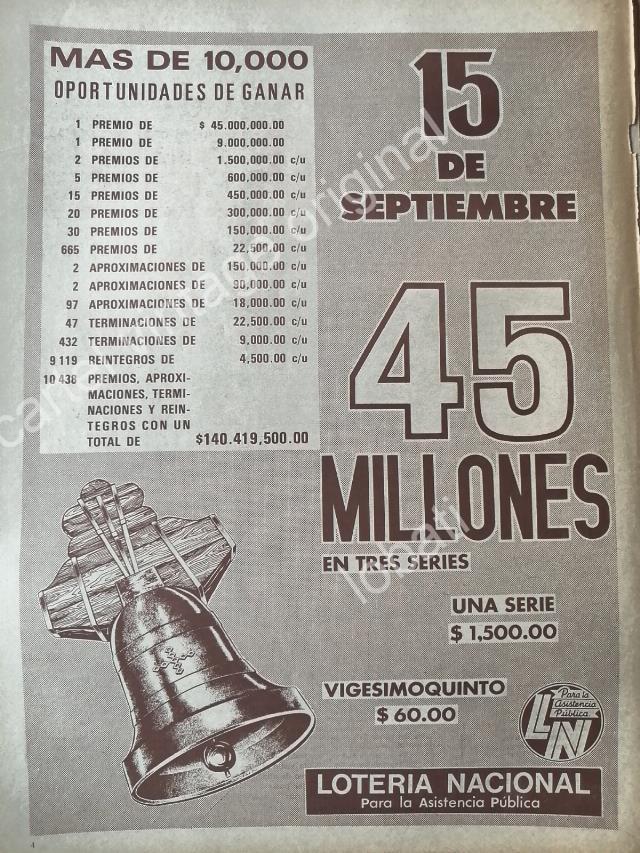 MAS DE 10,000
OPORTUNIDADES DE GANAR
1 PREMIO DE $ 45.000,000.00
1 PREMIO DE 9.000,000.00
2 PREMIOS DE 1.500,000.00 c/u
5 PREMIOS DE 600,000.00 c/u
15 PREMIOS DE 450,000.00 c/u
20 PREMIOS DE 300,000.00 c/u
30 PREMIOS DE 150,000.00 c/u
665 PREMIOS DE 22,500.00 c/u
2 APROXIMACIONES DE 150,000.00 c/u
2 APROXIMACIONES DE 90,000.00 c/u
97 APROXIMACIONES DE 18,000.00 c/u
47 TERMINACIONES DE 22,500.00 c/u
432 TERMINACIONES DE 9,000.00 c/u
9 119 REINTEGROS DE 4,500.00 c/u
10 438 PREMIOS, APROXI-
MACIONES, TERMI-
NACIONES Y REIN-
TEGROS CON UN
TOTAL DE $140.419,500.00
15
DE
SEPTIEMBRE
45
MILLONES
EN TRES SERIES
UNA SERIE
$ 1,500.00
VIGESIMOQUINTO
$ 60.00
Para la
Asistencia
Pública
LN
LOTERIA NACIONAL
Para la Asistencia Pública
4
original
lobati